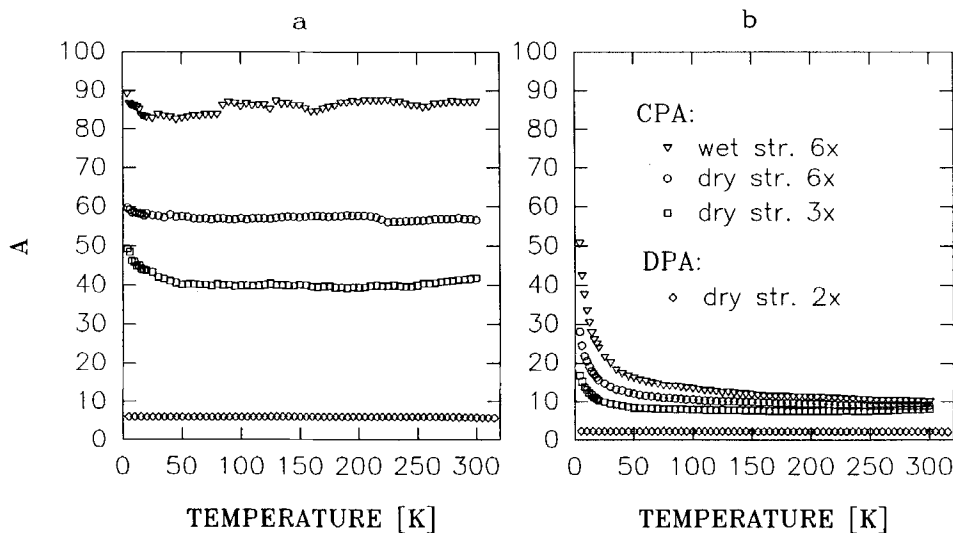 a
100
90
80
70
60
50
40
30
20
10
0
A
0 50 100 150 200 250 300
TEMPERATURE [K]
b
100
90
80
70
60
50
40
30
20
10
0
CPA:
wet str. 6x
dry str. 6x
dry str. 3x
DPA:
dry str. 2x
0 50 100 150 200 250 300
TEMPERATURE [K]